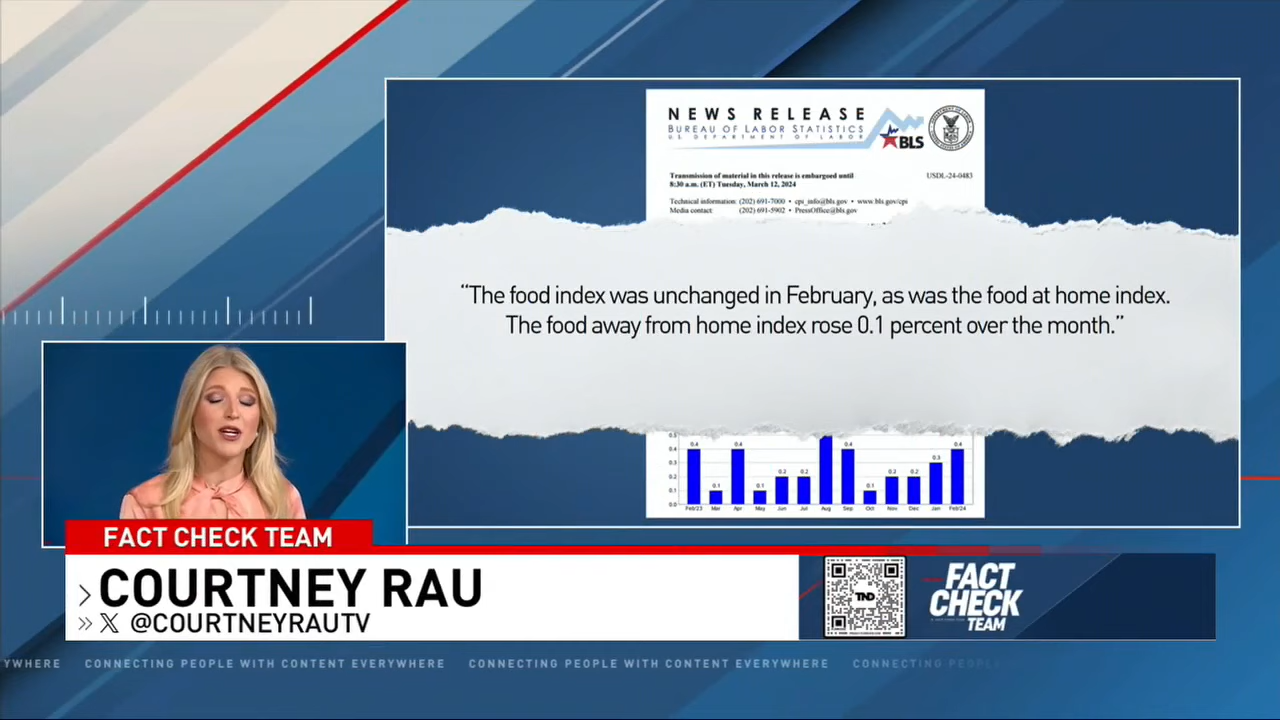 NEWS RELEASE
BUREAU OF LABOR STATISTICS
U. S. DEPARTMENT OF LABOR
BLS
Transmission of material in this release is embargoed until
8:30 a.m. (ET) Tuesday, March 12, 2024
USDL-24-0483
Technical information: (202) 691-7000 • cpi_info@bls.gov • www.bls.gov/cpi
Media contact: (202) 691-5902 • PressOffice@bls.gov
“The food index was unchanged in February, as was the food at home index.
The food away from home index rose 0.1 percent over the month.”
0.5
0.4
0.3
0.2
0.1
0.0
0.4 0.1 0.4 0.1 0.2 0.2 0.4 0.1 0.2 0.2 0.3 0.4
Feb'23 Mar Apr May Jun Jul Aug Sep Oct Nov Dec Jan Feb'24
FACT CHECK TEAM
COURTNEY RAU
X @COURTNEYRAUTV
TND
FACT
CHECK
TEAM
YWHERE CONNECTING PEOPLE WITH CONTENT EVERYWHERE CONNECTING PEOPLE WITH CONTENT EVERYWHERE CONNECTING PEOPL